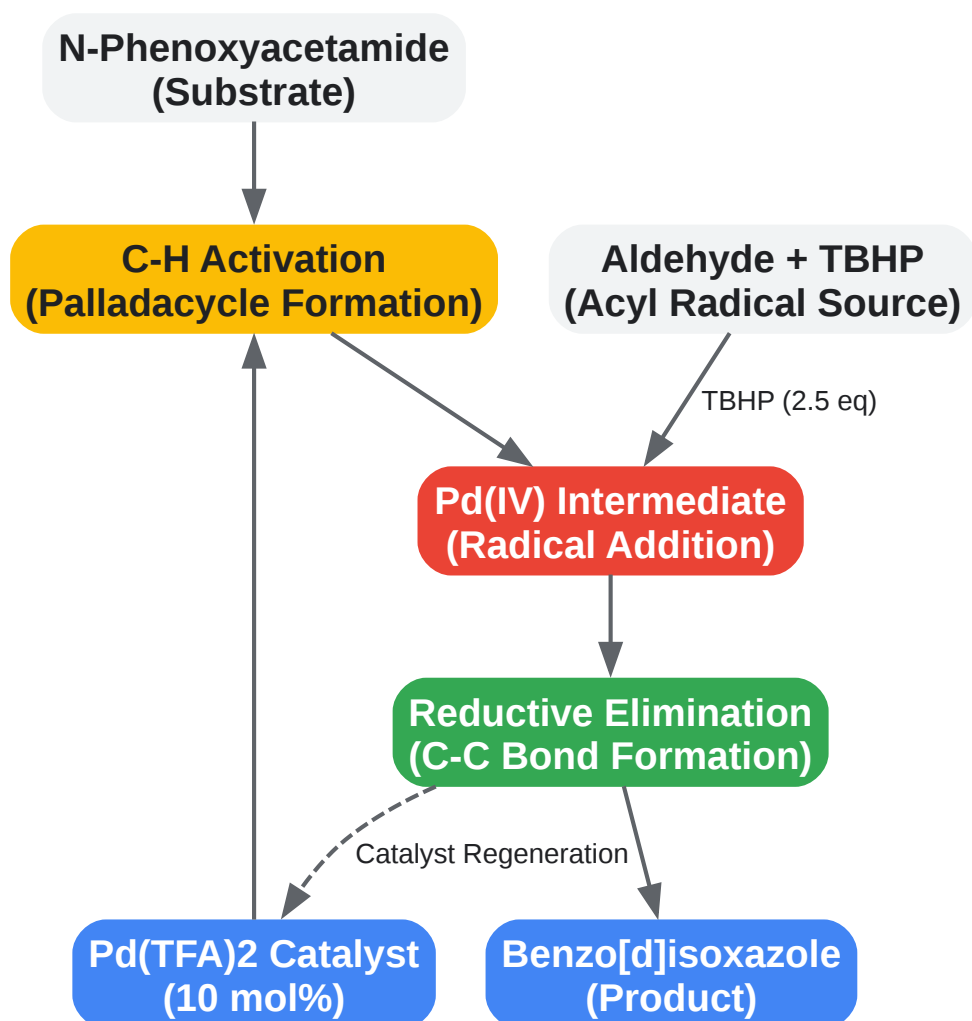 N-Phenoxyacetamide
(Substrate)
C-H Activation
(Palladacycle Formation)
Aldehyde + TBHP
(Acyl Radical Source)
TBHP (2.5 eq)
Pd(IV) Intermediate
(Radical Addition)
Reductive Elimination
(C-C Bond Formation)
Catalyst Regeneration
Pd(TFA)2 Catalyst
(10 mol%)
Benzo[d]isoxazole
(Product)